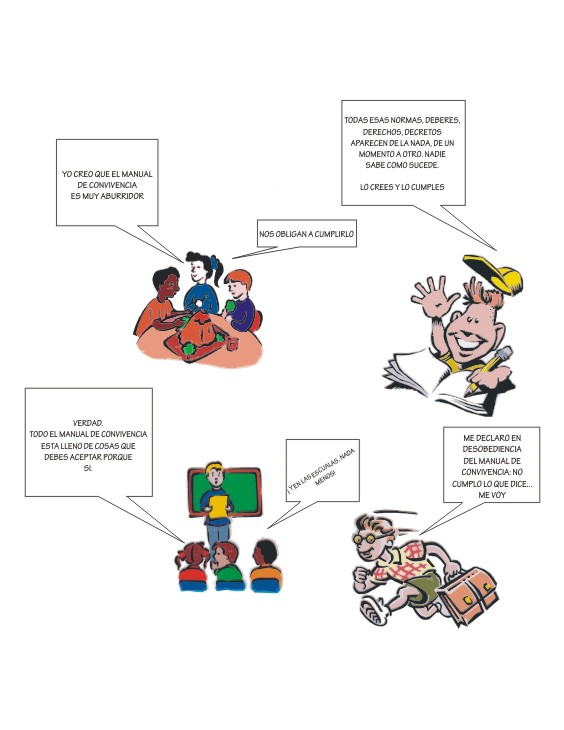 YO CREO QUE EL MANUAL
DE CONVIVENCIA
ES MUY ABURRIDOR
NOS OBLIGAN A CUMPLIRLO
TODAS ESAS NORMAS, DEBERES,
DERECHOS, DECRETOS
APARECEN DE LA NADA, DE UN
MOMENTO A OTRO. NADIE
SABE COMO SUCEDE.
LO CREES Y LO CUMPLES
VERDAD.
TODO EL MANUAL DE CONVIVENCIA
ESTA LLENO DE COSAS QUE
DEBES ACEPTAR PORQUE
SI.
¡ Y EN LAS ESCUALAS, NADA
MENOS!
ME DECLARO EN
DESOBEDIENCIA
DEL MANUAL DE
CONVIVENCIA: NO
CUMPLO LO QUE DICE...
ME VOY